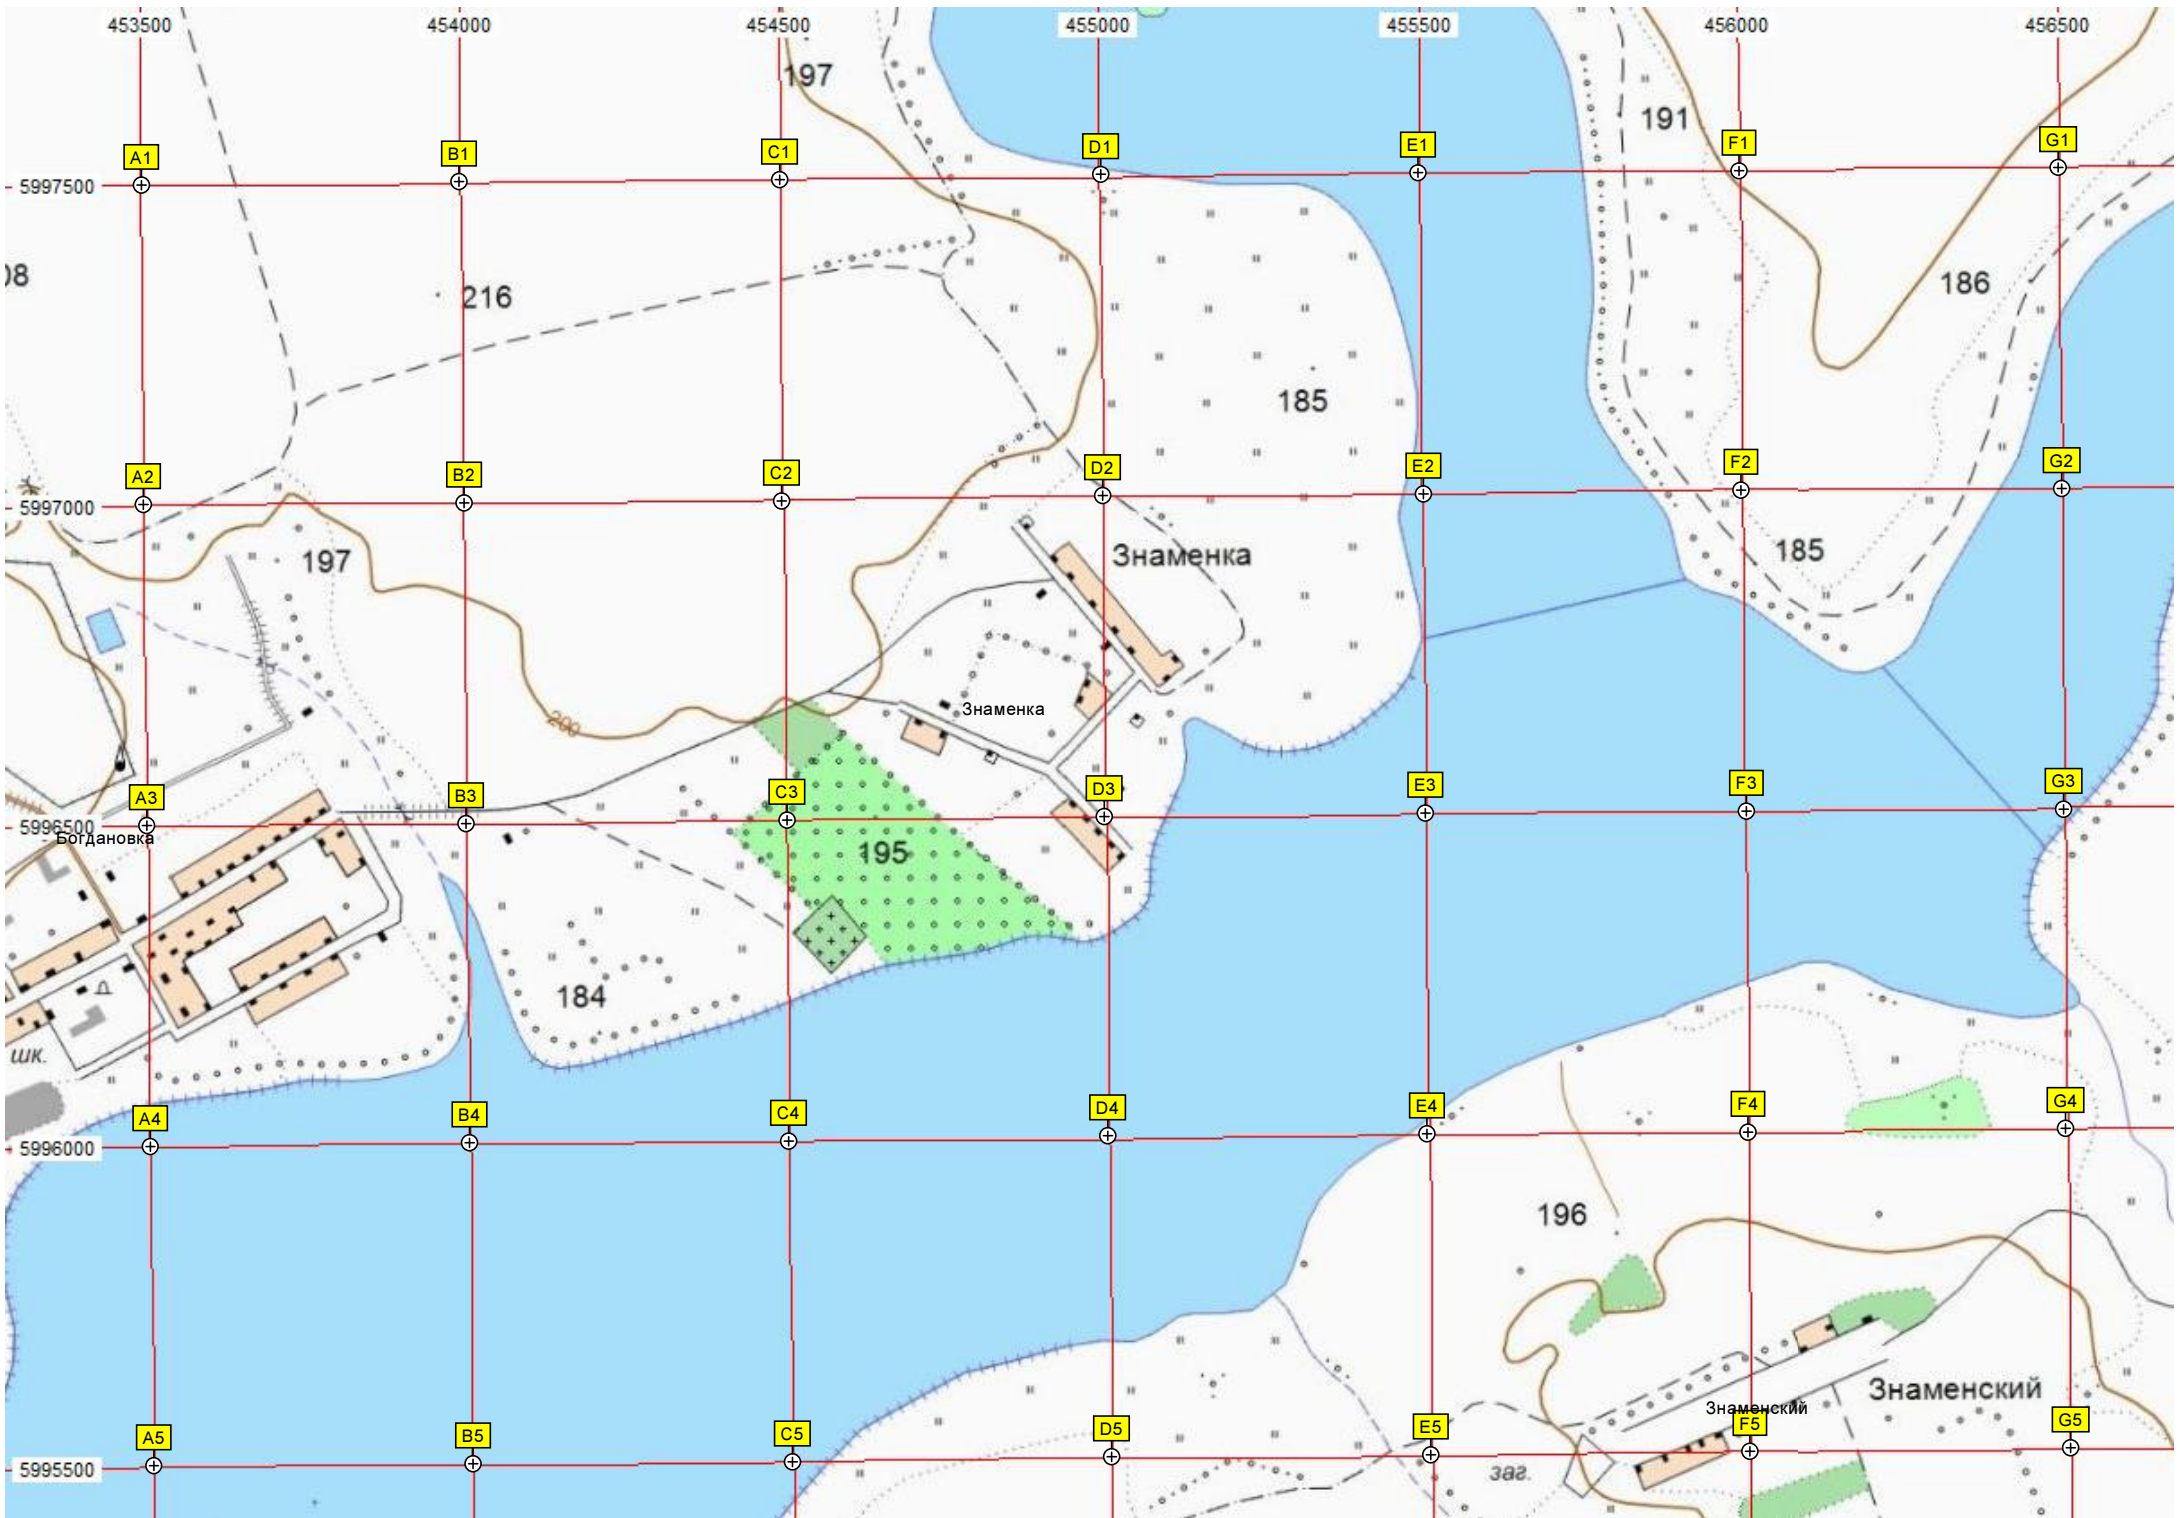 453500 454000 454500 455000 455500 456000 456500
197
191
A1 B1 C1 D1 E1 F1 G1
5997500
08
216
186
185
A2 B2 C2 D2 E2 F2 G2
5997000
197
Знаменка
185
Знаменка
200
A3 B3 C3 D3 E3 F3 G3
5996500
Богдановка
195
184
шк.
A4 B4 C4 D4 E4 F4 G4
5996000
196
Знаменский
Знаменский
A5 B5 C5 D5 E5 F5 G5
5995500
заг.